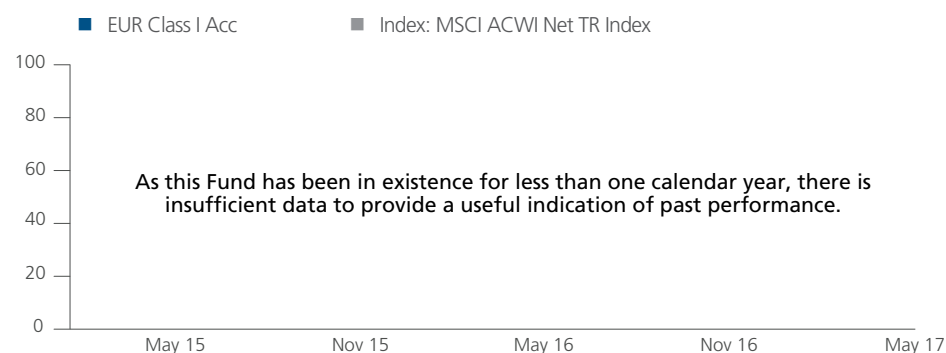 EUR Class I Acc
Index: MSCI ACWI Net TR Index
100
80
60
40
20
0
As this Fund has been in existence for less than one calendar year, there is
insufficient data to provide a useful indication of past performance.
May 15 Nov 15 May 16 Nov 16 May 17